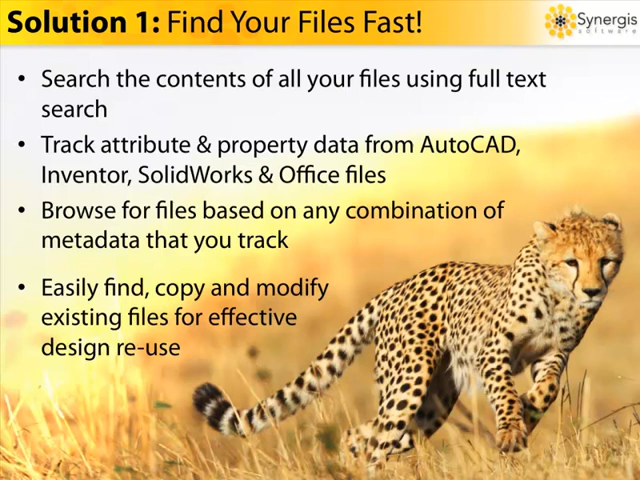 Solution 1: Find Your Files Fast!
Synergis
software
• Search the contents of all your files using full text
search
• Track attribute & property data from AutoCAD,
Inventor, SolidWorks & Office files
• Browse for files based on any combination of
metadata that you track
• Easily find, copy and modify
existing files for effective
design re-use